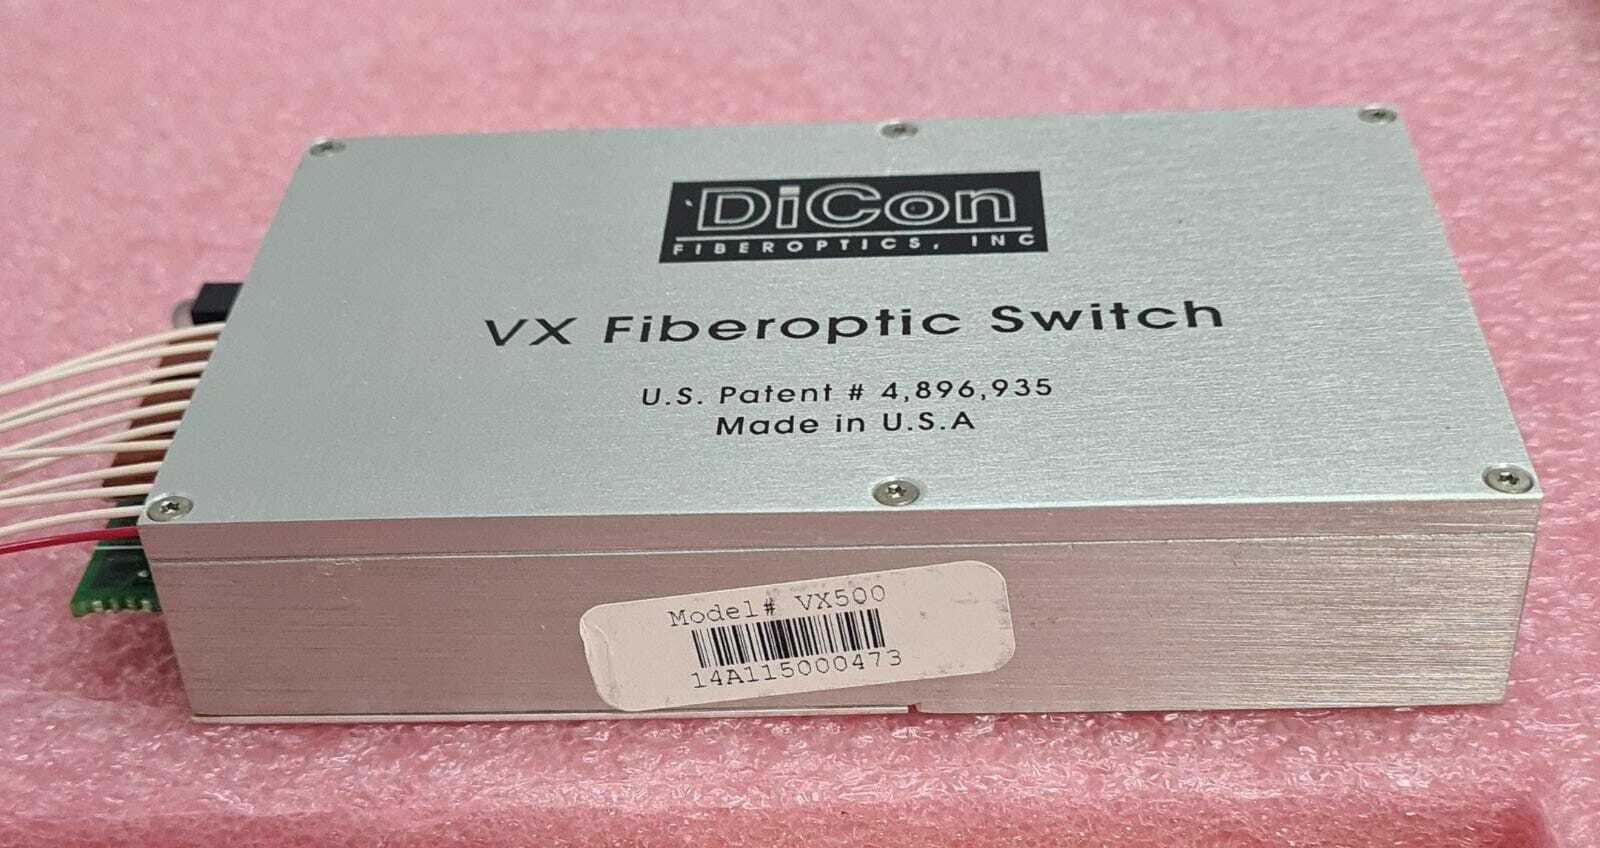 DiCon
FIBEROPTICS, INC
VX Fiberoptic Switch
U.S. Patent # 4,896,935
Made in U.S.A
Model# VX500
14A115000473